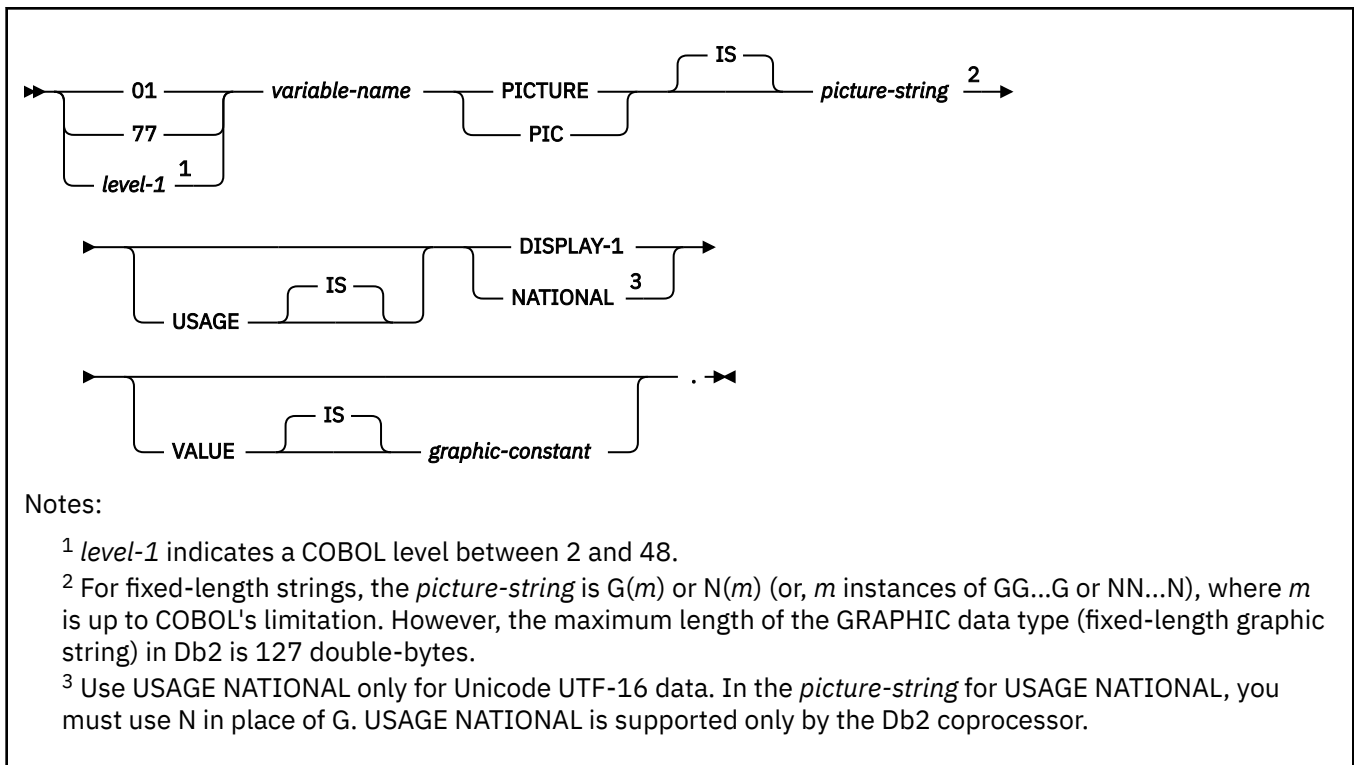 IS
01 variable-name PICTURE picture-string 2
77 PIC
level-1 1
DISPLAY-1
IS NATIONAL 3
USAGE
.
IS
VALUE graphic-constant
Notes:
1 level-1 indicates a COBOL level between 2 and 48.
2 For fixed-length strings, the picture-string is G(m) or N(m) (or, m instances of GG...G or NN...N), where m
is up to COBOL's limitation. However, the maximum length of the GRAPHIC data type (fixed-length graphic
string) in Db2 is 127 double-bytes.
3 Use USAGE NATIONAL only for Unicode UTF-16 data. In the picture-string for USAGE NATIONAL, you
must use N in place of G. USAGE NATIONAL is supported only by the Db2 coprocessor.